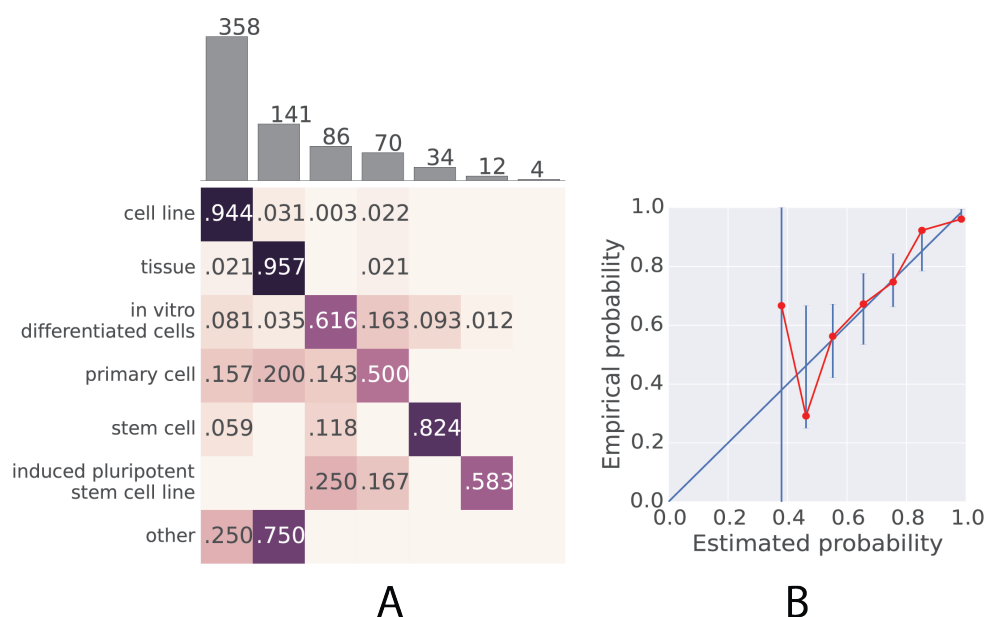 358
141
86
70
34
12
4
cell line
.944 .031 .003 .022
tissue
.021 .957 .021
in vitro
differentiated cells
.081 .035 .616 .163 .093 .012
primary cell
.157 .200 .143 .500
stem cell
.059 .118 .824
induced pluripotent
stem cell line
.250 .167 .583
other
.250 .750
A
Empirical probability
1.0
0.8
0.6
0.4
0.2
0.0
0.0 0.2 0.4 0.6 0.8 1.0
Estimated probability
B